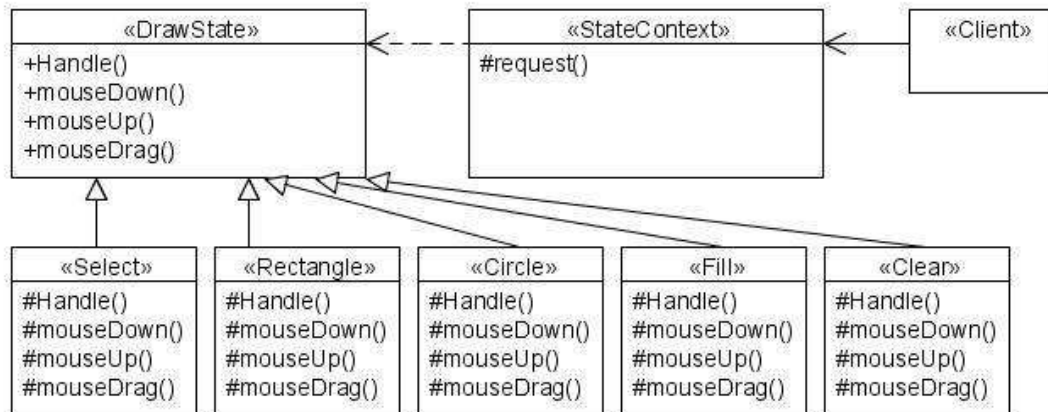 «DrawState»
+Handle()
+mouseDown()
+mouseUp()
+mouseDrag()
«StateContext»
#request()
«Client»
«Select»
#Handle()
#mouseDown()
#mouseUp()
#mouseDrag()
«Rectangle»
#Handle()
#mouseDown()
#mouseUp()
#mouseDrag()
«Circle»
#Handle()
#mouseDown()
#mouseUp()
#mouseDrag()
«Fill»
#Handle()
#mouseDown()
#mouseUp()
#mouseDrag()
«Clear»
#Handle()
#mouseDown()
#mouseUp()
#mouseDrag()